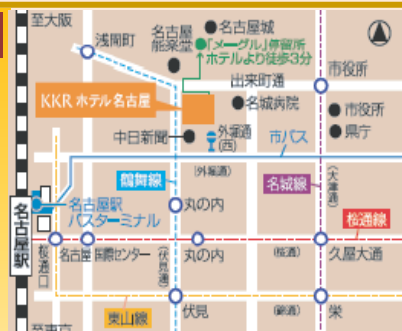 至大阪
浅間町
名古屋
能楽堂
名古屋城
「メーグル」停留所
ホテルより徒歩3分
出来町通
市役所
KKR ホテル名古屋
名城病院
市役所
県庁
中日新聞
外堀通
(西)
市バス
鶴舞線
(外堀通)
名城線
(大津通)
名古屋駅
名古屋駅
バスターミナル
丸の内
桜通線
桜通口
名古屋
国際センター
(伏見通)
丸の内
(桜通)
久屋大通
東山線
伏見
(錦通)
栄
至東京